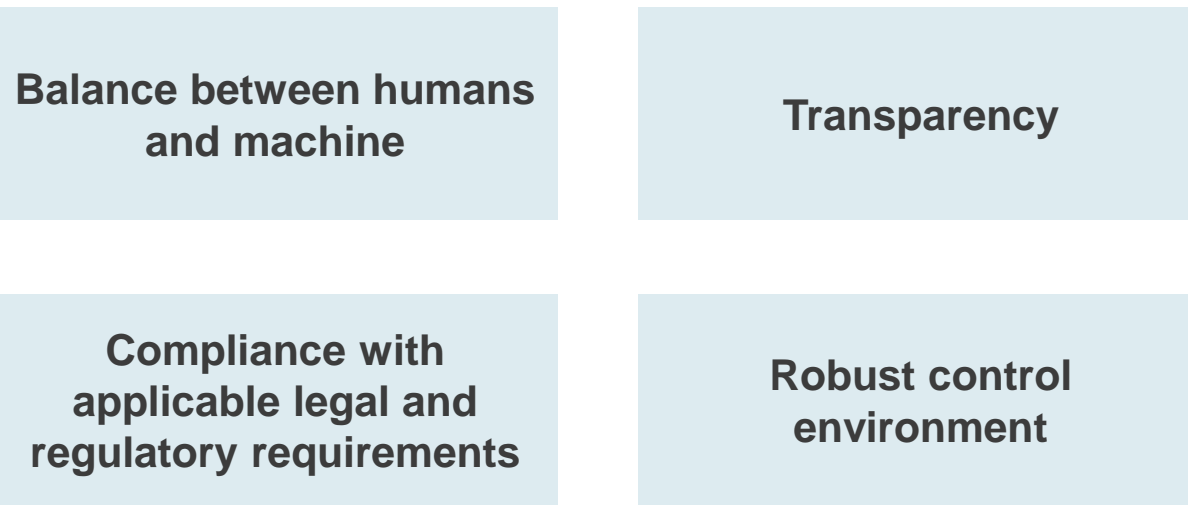 Balance between humans
and machine
Transparency
Compliance with
applicable legal and
regulatory requirements
Robust control
environment